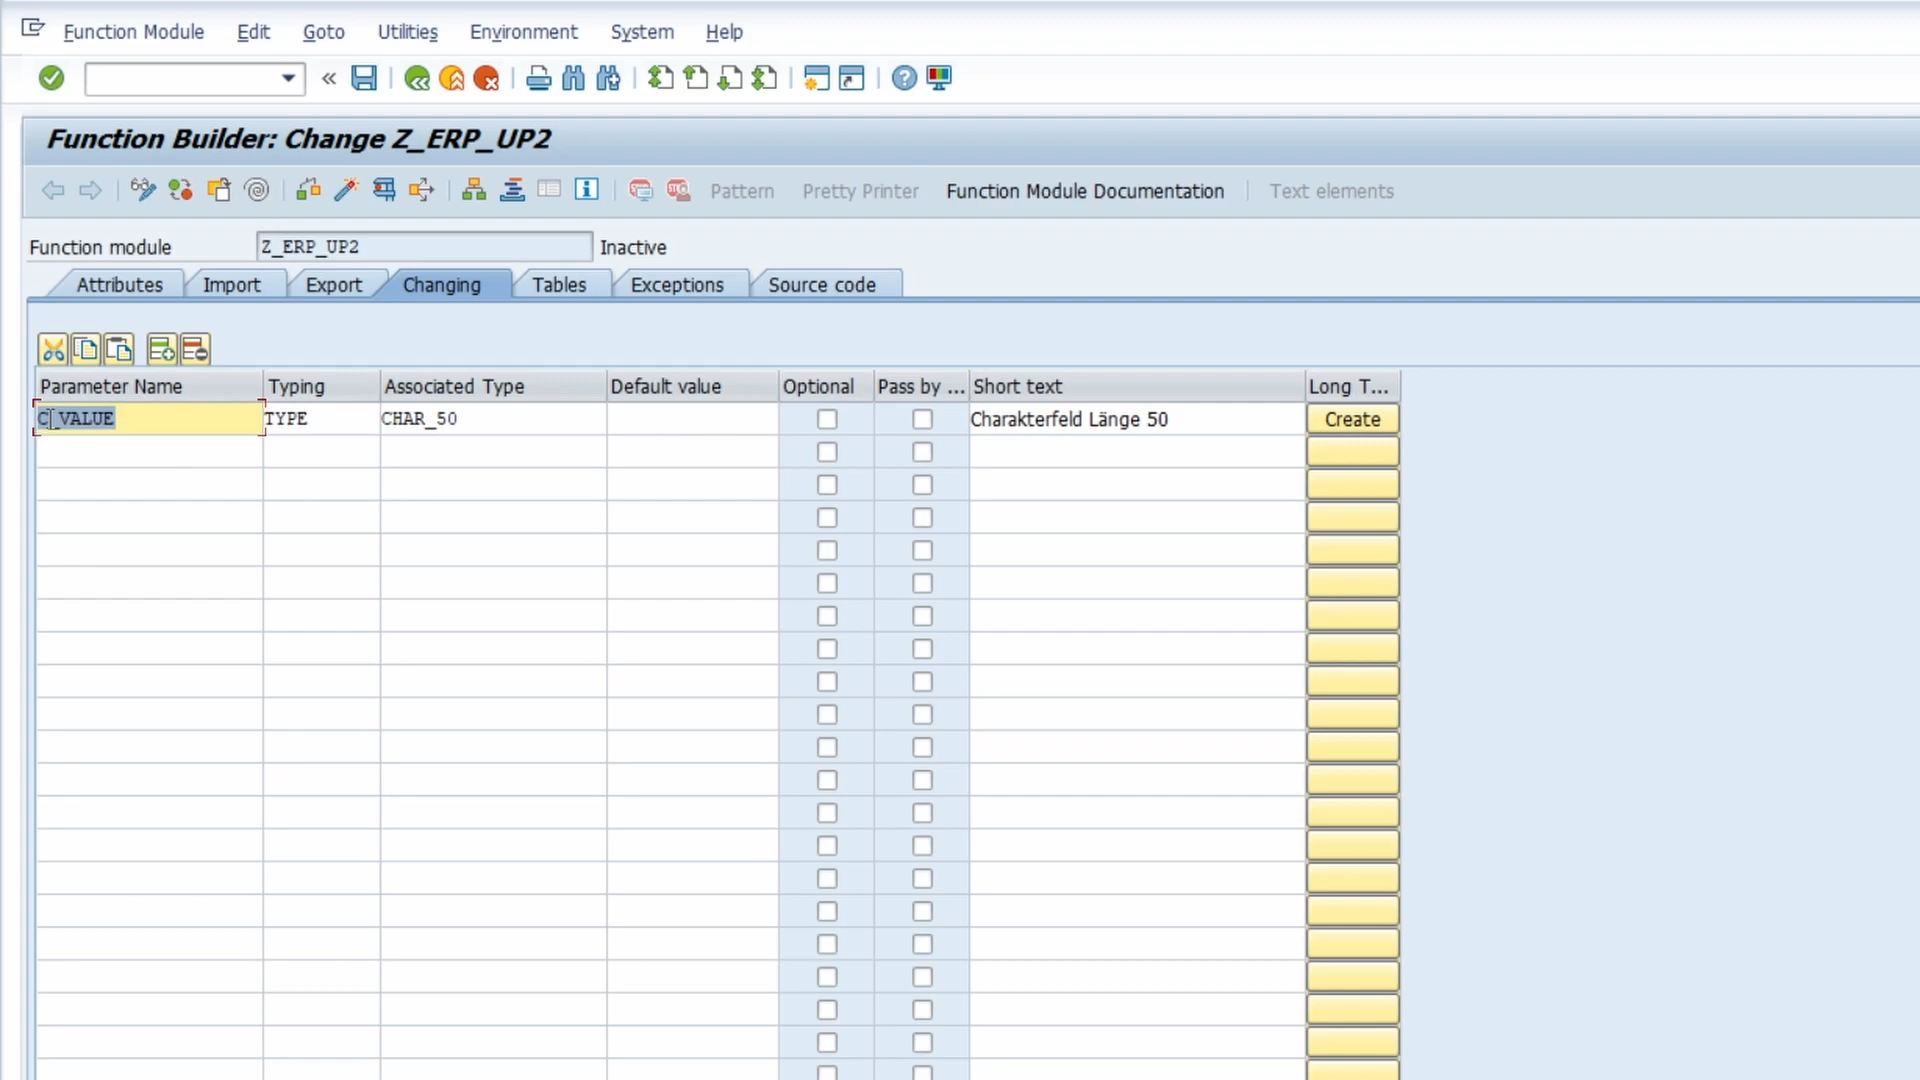 Function Module Edit Goto Utilities Environment System Help
Function Builder: Change Z_ERP_UP2
Pattern Pretty Printer Function Module Documentation Text elements
Function module Z_ERP_UP2 Inactive
Attributes Import Export Changing Tables Exceptions Source code
Parameter Name Typing Associated Type Default value Optional Pass by ... Short text Long T...
C_VALUE TYPE CHAR_50 Charakterfeld Länge 50 Create